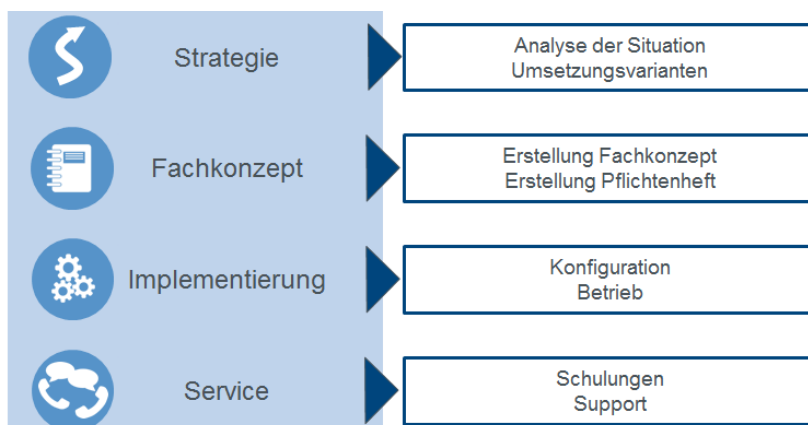 Strategie
Analyse der Situation
Umsetzungsvarianten
Fachkonzept
Erstellung Fachkonzept
Erstellung Pflichtenheft
Implementierung
Konfiguration
Betrieb
Service
Schulungen
Support